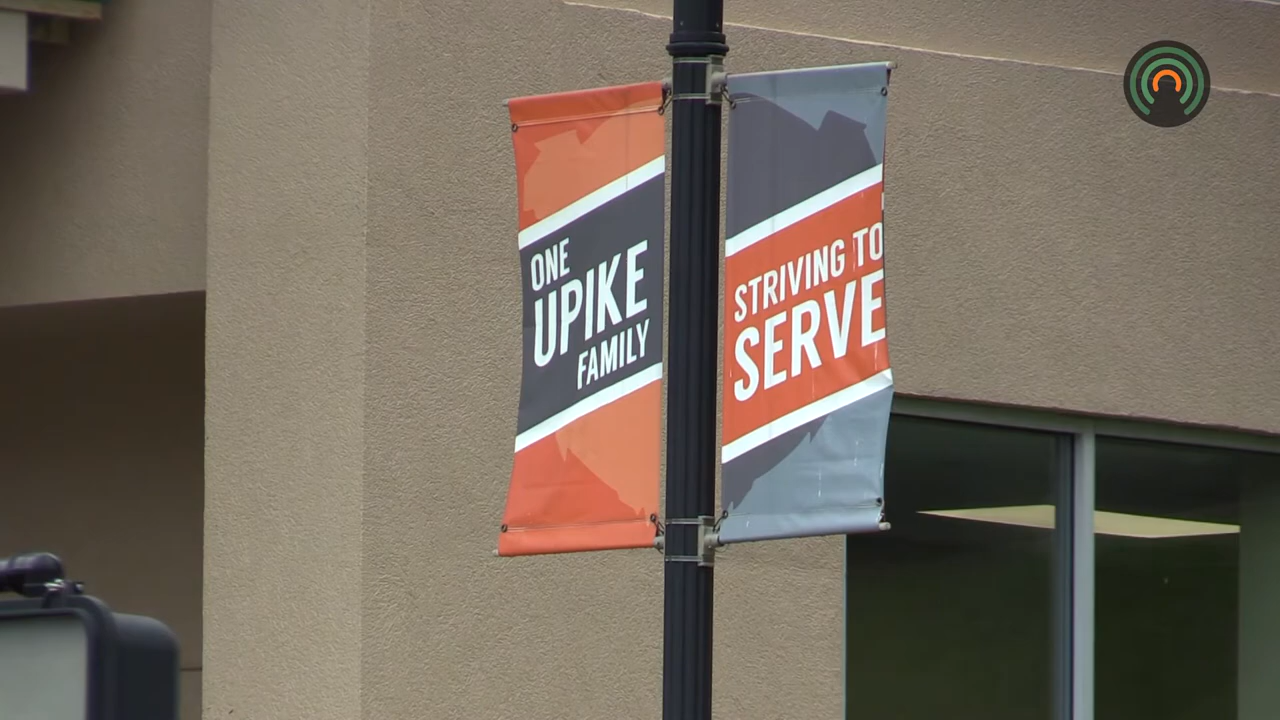 ONE
UPIKE
FAMILY
STRIVING TO
SERVE